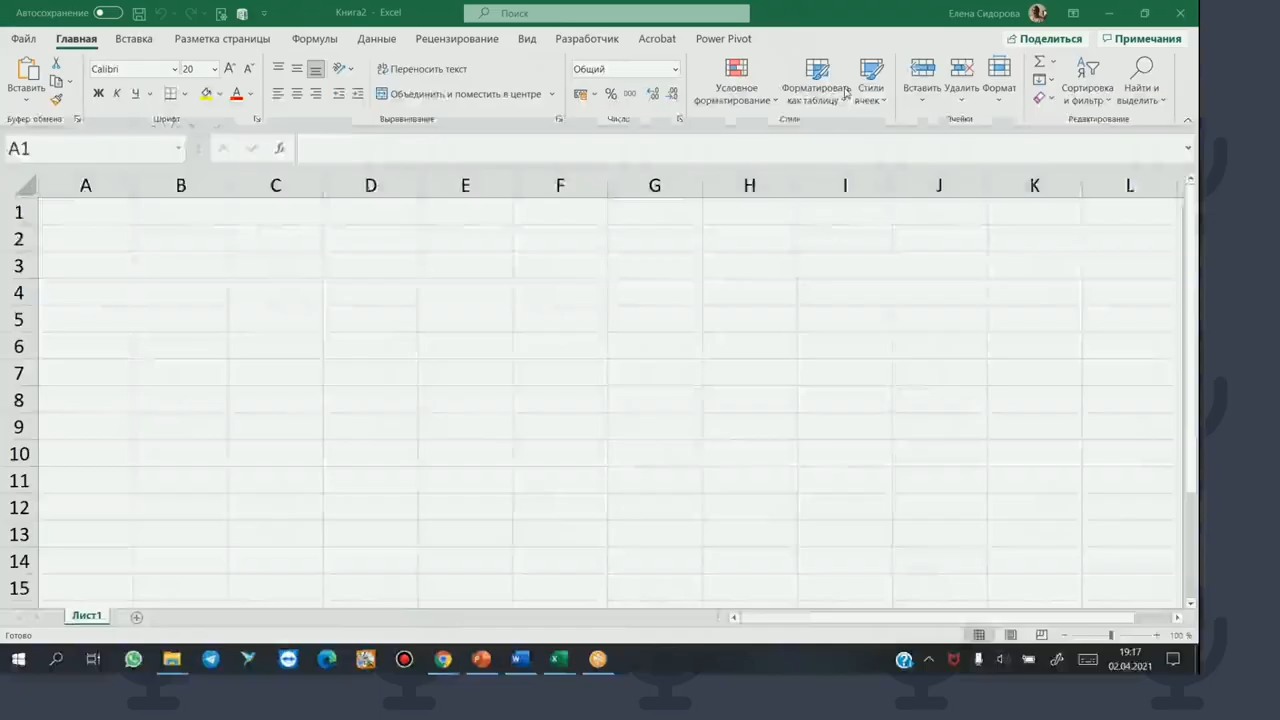 Автосохранение Книга2 - Excel Поиск Елена Сидорова
Файл Главная Вставка Разметка страницы Формулы Данные Рецензирование Вид Разработчик Acrobat Power Pivot Поделиться Примечания
Calibri 20 Переносить текст Общий
Вставить Ж К Ч Объединить и поместить в центре % 000 Условное форматирование Форматировать как таблицу Стили ячеек Вставить Удалить Формат Сортировка и фильтр Найти и выделить
Буфер обмена Шрифт Выравнивание Число Стили Ячейки Редактирование
A1 fx
A B C D E F G H I J K L
1
2
3
4
5
6
7
8
9
10
11
12
13
14
15
Лист1
Готово 100 %
19:17
02.04.2021